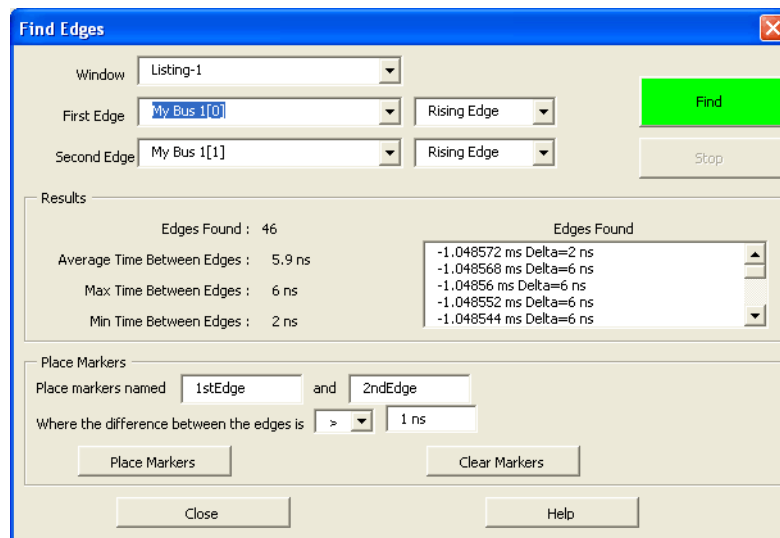 Find Edges
Window Listing-1
First Edge My Bus 1[0] Rising Edge Find
Second Edge My Bus 1[1] Rising Edge Stop
Results
Edges Found : 46 Edges Found
Average Time Between Edges : 5.9 ns
Max Time Between Edges : 6 ns
Min Time Between Edges : 2 ns
-1.048572 ms Delta=2 ns
-1.048568 ms Delta=6 ns
-1.04856 ms Delta=6 ns
-1.048552 ms Delta=6 ns
-1.048544 ms Delta=6 ns
Place Markers
Place markers named 1stEdge and 2ndEdge
Where the difference between the edges is > 1 ns
Place Markers Clear Markers
Close Help